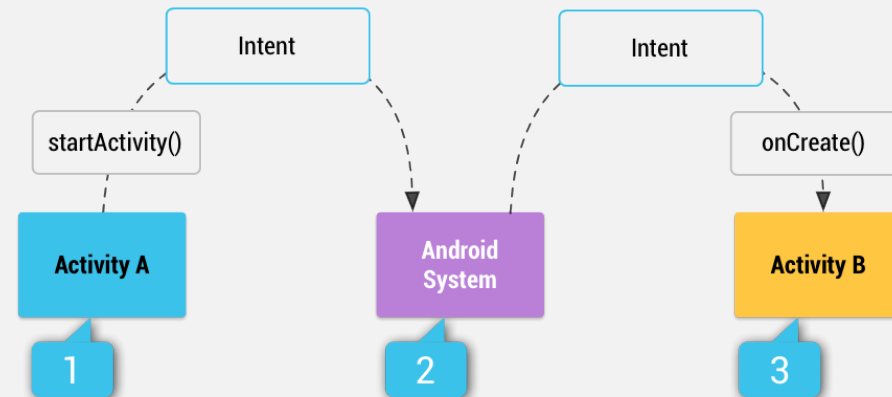 Intent
Intent
startActivity()
onCreate()
Activity A
Android
System
Activity B
1
2
3